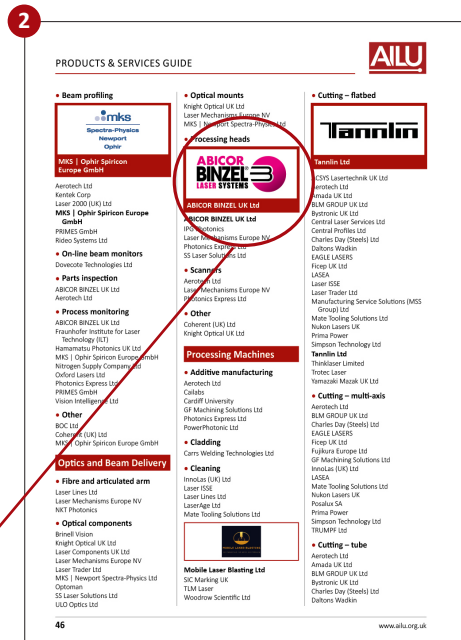 2
PRODUCTS & SERVICES GUIDE
AILU
• Beam profiling
mks
Spectra-Physics
Newport
Ophir
MKS | Ophir Spiricon
Europe GmbH
Aerotech Ltd
Kentek Corp
Laser 2000 (UK) Ltd
MKS | Ophir Spiricon Europe
GmbH
PRIMES GmbH
Rideo Systems Ltd
• On-line beam monitors
Dovecote Technologies Ltd
• Parts inspection
ABICOR BINZEL UK Ltd
Aerotech Ltd
• Process monitoring
ABICOR BINZEL UK Ltd
Fraunhofer Institute for Laser
Technology (ILT)
Hamamatsu Photonics UK Ltd
MKS | Ophir Spiricon Europe GmbH
Nitrogen Supply Company Ltd
Oxford Lasers Ltd
Photonics Express Ltd
PRIMES GmbH
Vision Intelligence Ltd
• Other
BOC Ltd
Coherent (UK) Ltd
MKS | Ophir Spiricon Europe GmbH
Optics and Beam Delivery
• Fibre and articulated arm
Laser Lines Ltd
Laser Mechanisms Europe NV
NKT Photonics
• Optical components
Brinell Vision
Knight Optical UK Ltd
Laser Components UK Ltd
Laser Mechanisms Europe NV
Laser Trader Ltd
MKS | Newport Spectra-Physics Ltd
Optoman
SS Laser Solutions Ltd
ULO Optics Ltd
• Optical mounts
Knight Optical UK Ltd
Laser Mechanisms Europe NV
MKS | Newport Spectra-Physics Ltd
• Processing heads
ABICOR
BINZEL
LASER SYSTEMS
ABICOR BINZEL UK Ltd
ABICOR BINZEL UK Ltd
IPG Photonics
Laser Mechanisms Europe NV
Photonics Express Ltd
SS Laser Solutions Ltd
• Scanners
Aerotech Ltd
Laser Mechanisms Europe NV
Photonics Express Ltd
• Other
Coherent (UK) Ltd
Knight Optical UK Ltd
Processing Machines
• Additive manufacturing
Aerotech Ltd
Cailabs
Cardiff University
GF Machining Solutions Ltd
Photonics Express Ltd
PowerPhotonic Ltd
• Cladding
Carrs Welding Technologies Ltd
• Cleaning
InnoLas (UK) Ltd
Laser ISSE
Laser Lines Ltd
LaserAge Ltd
Mate Tooling Solutions Ltd
Mobile Laser Blasting Ltd
SIC Marking UK
TLM Laser
Woodrow Scientific Ltd
• Cutting – flatbed
Tannlin
Tannlin Ltd
ACSYS Lasertechnik UK Ltd
Aerotech Ltd
Amada UK Ltd
BLM GROUP UK Ltd
Bystronic UK Ltd
Central Laser Services Ltd
Central Profiles Ltd
Charles Day (Steels) Ltd
Daltons Wadkin
EAGLE LASERS
Ficep UK Ltd
LASEA
Laser ISSE
Laser Trader Ltd
Manufacturing Service Solutions (MSS
Group) Ltd
Mate Tooling Solutions Ltd
Nukon Lasers UK
Prima Power
Simpson Technology Ltd
Tannlin Ltd
Thinklaser Limited
Trotec Laser
Yamazaki Mazak UK Ltd
• Cutting – multi-axis
Aerotech Ltd
BLM GROUP UK Ltd
Charles Day (Steels) Ltd
EAGLE LASERS
Ficep UK Ltd
Fujikura Europe Ltd
GF Machining Solutions Ltd
InnoLas (UK) Ltd
LASEA
Mate Tooling Solutions Ltd
Nukon Lasers UK
Posalux SA
Prima Power
Simpson Technology Ltd
TRUMPF Ltd
• Cutting – tube
Aerotech Ltd
Amada UK Ltd
BLM GROUP UK Ltd
Bystronic UK Ltd
Charles Day (Steels) Ltd
Daltons Wadkin
46
www.ailu.org.uk